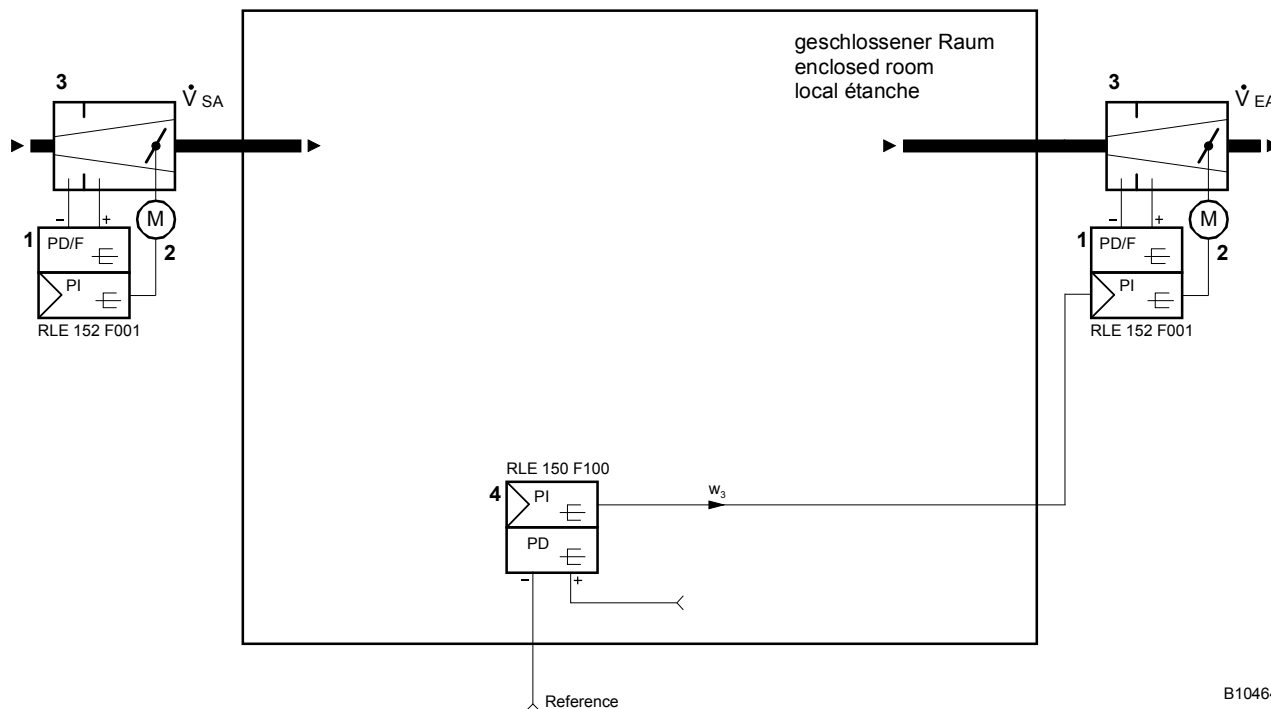 geschlossener Raum
enclosed room
local étanche
3
V̇ SA
3
V̇ EA
M
- +
1
PD/F
2
PI
RLE 152 F001
M
- +
1
PD/F
2
PI
RLE 152 F001
RLE 150 F100
4
PI
w₃
PD
- +
Reference
B10464